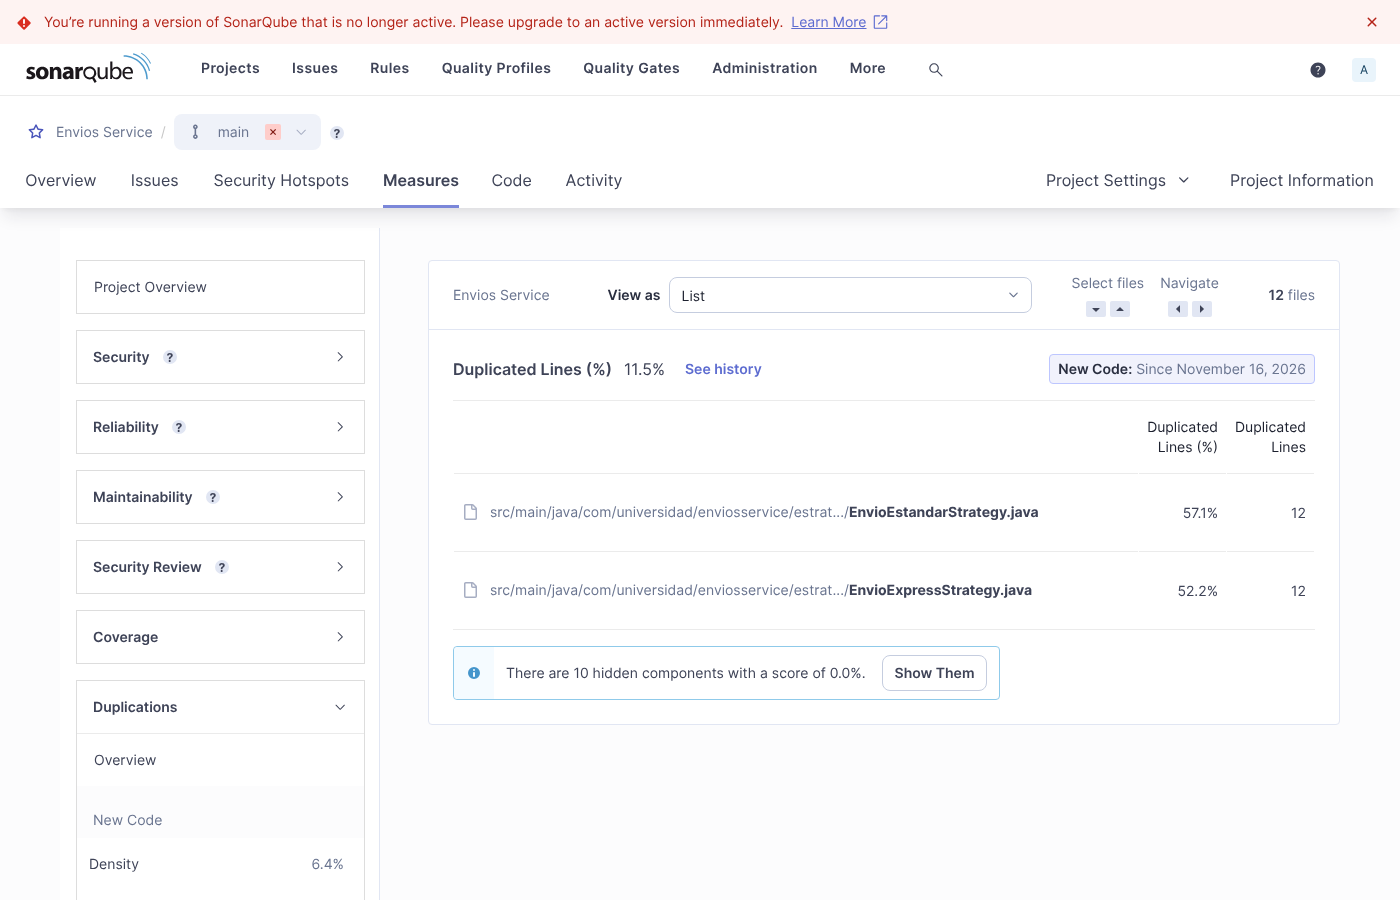 You're running a version of SonarQube that is no longer active. Please upgrade to an active version immediately. Learn More
sonarqube Projects Issues Rules Quality Profiles Quality Gates Administration More ? A
Envios Service / main ?
Overview Issues Security Hotspots Measures Code Activity Project Settings Project Information
Project Overview
Security ?
Reliability ?
Maintainability ?
Security Review ?
Coverage
Duplications
Overview
New Code
Density 6.4%
Envios Service View as List Select files Navigate 12 files
Duplicated Lines (%) 11.5% See history New Code: Since November 16, 2026
Duplicated Lines (%) Duplicated Lines
src/main/java/com/universidad/enviosservice/estrat.../EnvioEstandarStrategy.java 57.1% 12
src/main/java/com/universidad/enviosservice/estrat.../EnvioExpressStrategy.java 52.2% 12
There are 10 hidden components with a score of 0.0%. Show Them